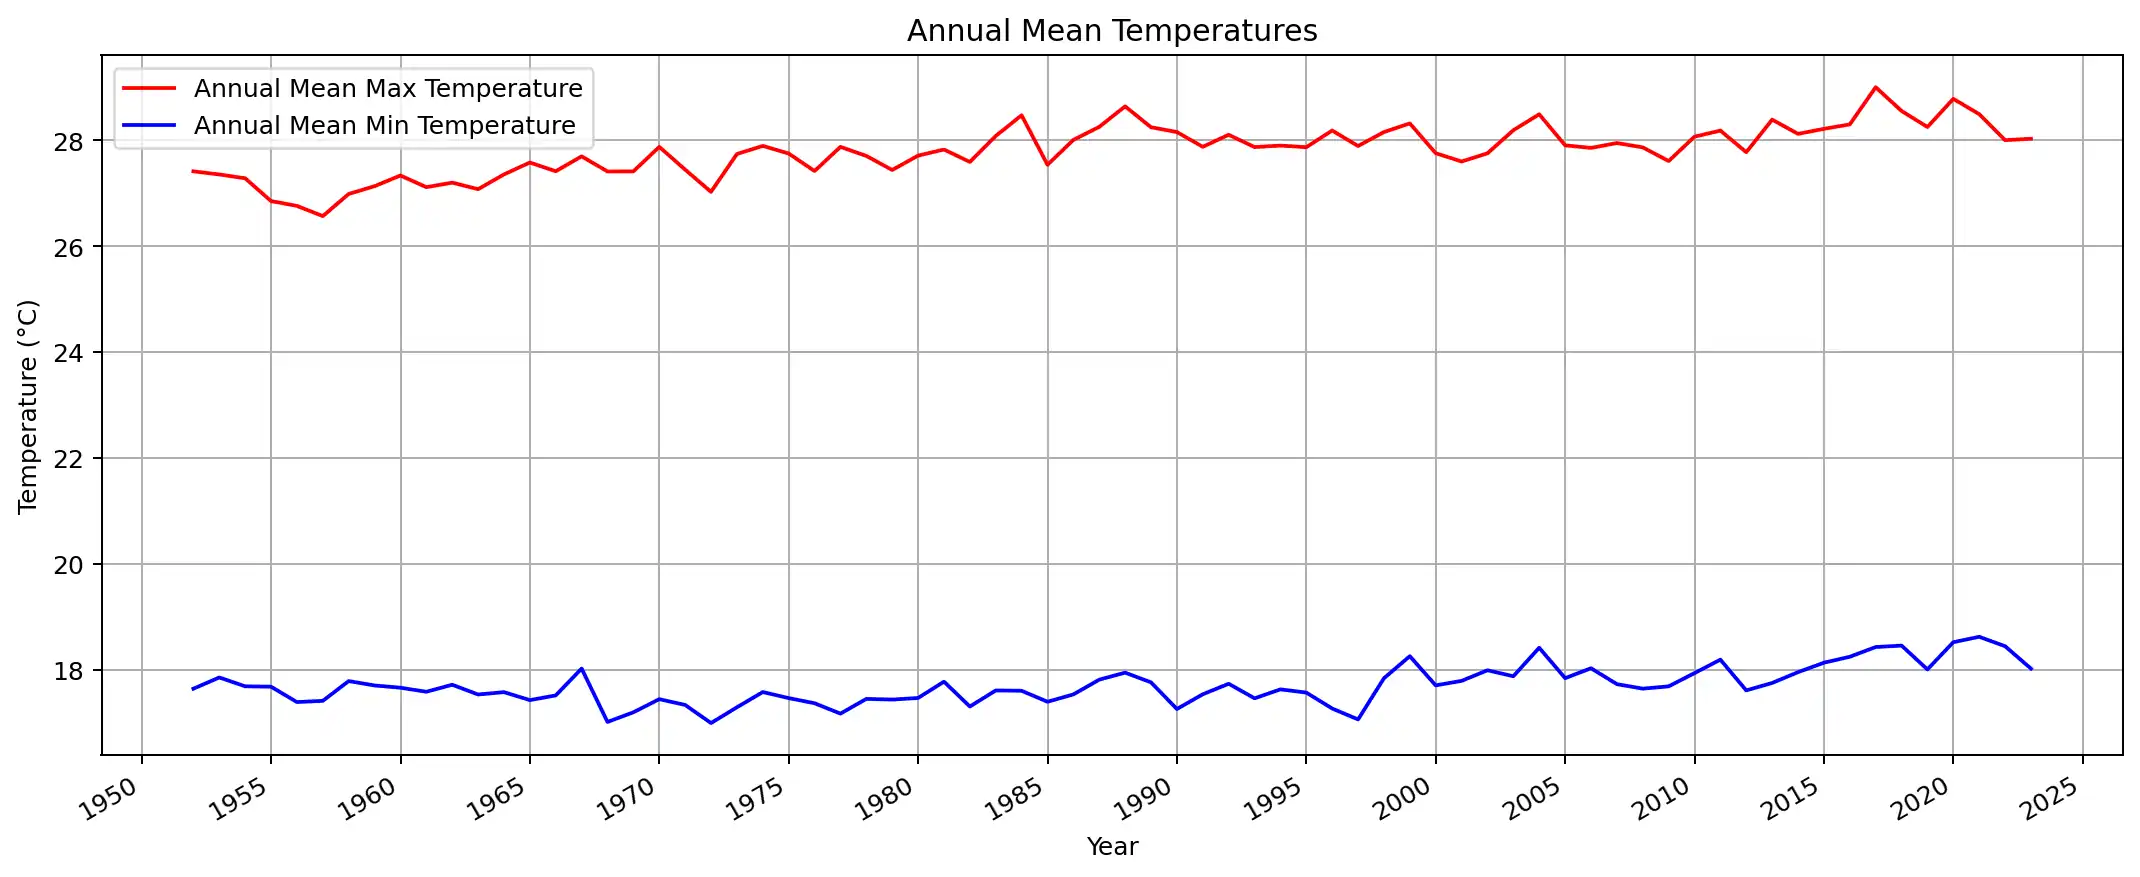 Annual Mean Temperatures
Annual Mean Max Temperature
Annual Mean Min Temperature
28
26
24
22
20
18
Temperature (°C)
1950 1955 1960 1965 1970 1975 1980 1985 1990 1995 2000 2005 2010 2015 2020 2025
Year